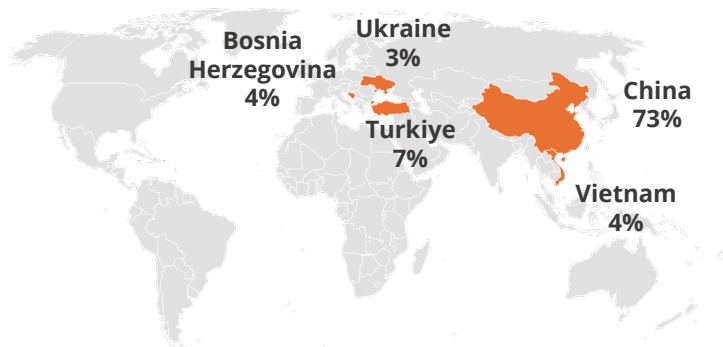 Bosnia
Herzegovina
4%
Ukraine
3%
Turkiye
7%
China
73%
Vietnam
4%